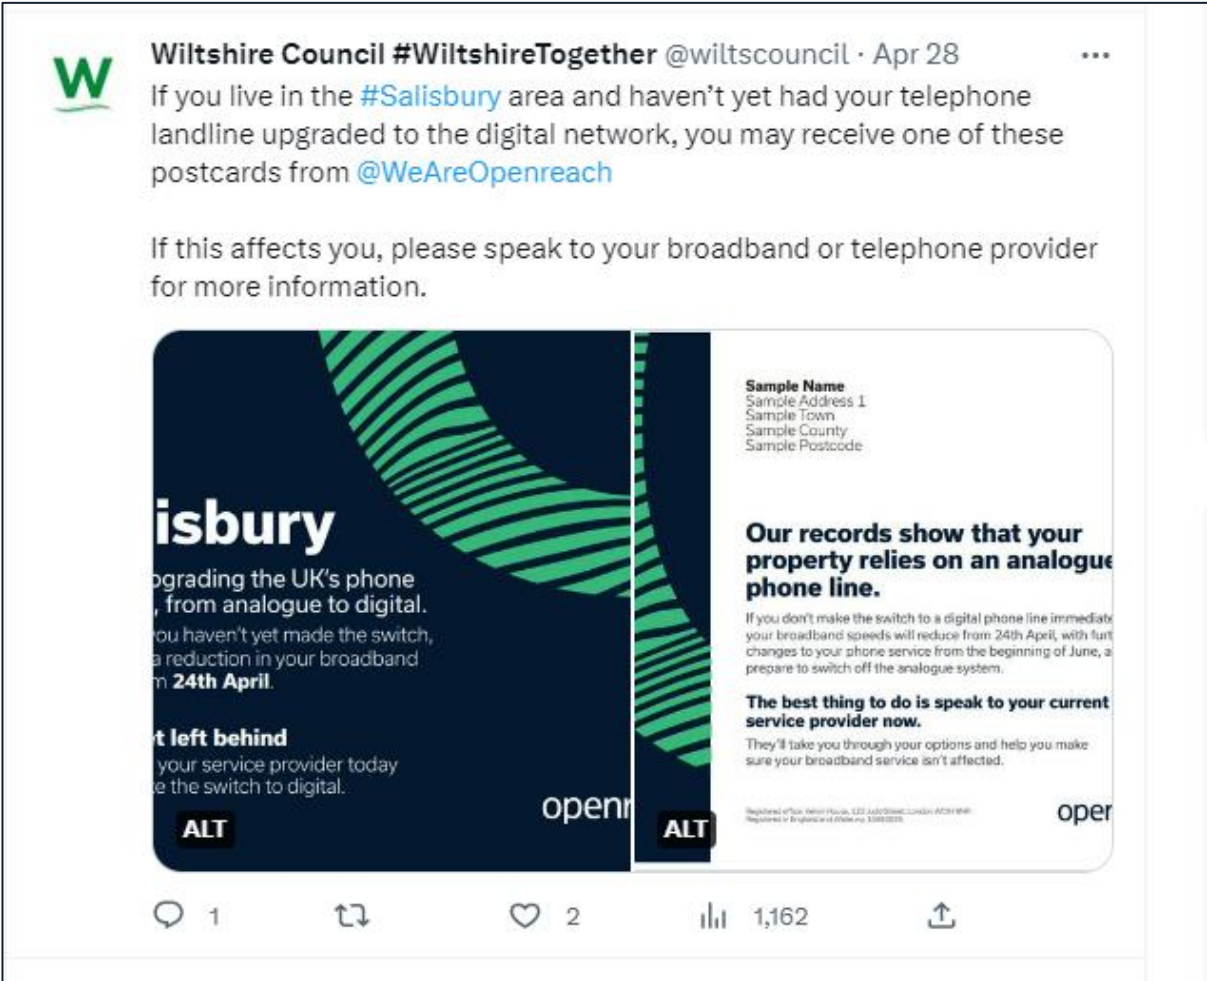 Wiltshire Council #WiltshireTogether @wiltscouncil · Apr 28 ...
If you live in the #Salisbury area and haven't yet had your telephone
landline upgraded to the digital network, you may receive one of these
postcards from @WeAreOpenreach
If this affects you, please speak to your broadband or telephone provider
for more information.
isbury
pgrading the UK's phone
, from analogue to digital.
ou haven't yet made the switch,
a reduction in your broadband
m 24th April.
t left behind
your service provider today
e the switch to digital.
openr
ALT
Sample Name
Sample Address 1
Sample Town
Sample County
Sample Postcode
Our records show that your
property relies on an analogue
phone line.
If you don't make the switch to a digital phone line immediate
your broadband speeds will reduce from 24th April, with furt
changes to your phone service from the beginning of June, a
prepare to switch off the analogue system.
The best thing to do is speak to your current
service provider now.
They'll take you through your options and help you make
sure your broadband service isn't affected.
oper
ALT
1
2
1,162